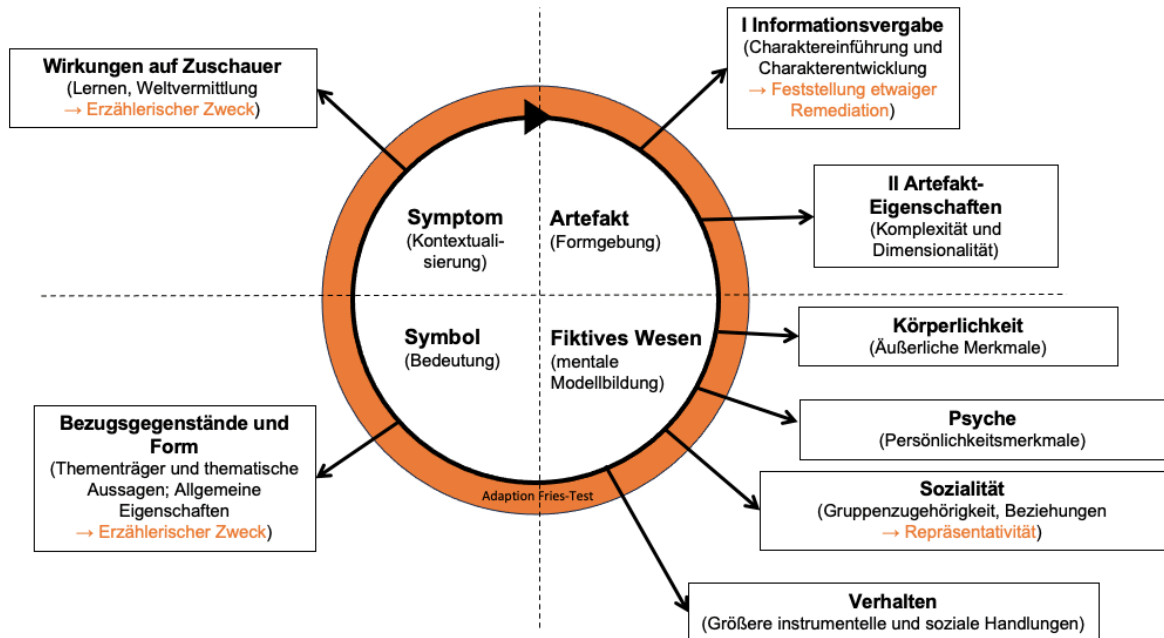 Wirkungen auf Zuschauer
(Lernen, Weltvermittlung
→ Erzählerischer Zweck)
I Informationsvergabe
(Charaktereinführung und
Charakterentwicklung
→ Feststellung etwaiger
Remediation)
II Artefakt-
Eigenschaften
(Komplexität und
Dimensionalität)
Symptom
(Kontextuali-
sierung)
Artefakt
(Formgebung)
Symbol
(Bedeutung)
Fiktives Wesen
(mentale
Modellbildung)
Körperlichkeit
(Äußerliche Merkmale)
Psyche
(Persönlichkeitsmerkmale)
Sozialität
(Gruppenzugehörigkeit, Beziehungen
→ Repräsentativität)
Verhalten
(Größere instrumentelle und soziale Handlungen)
Bezugsgegenstände und
Form
(Thementräger und thematische
Aussagen; Allgemeine
Eigenschaften
→ Erzählerischer Zweck)
Adaption Fries-Test